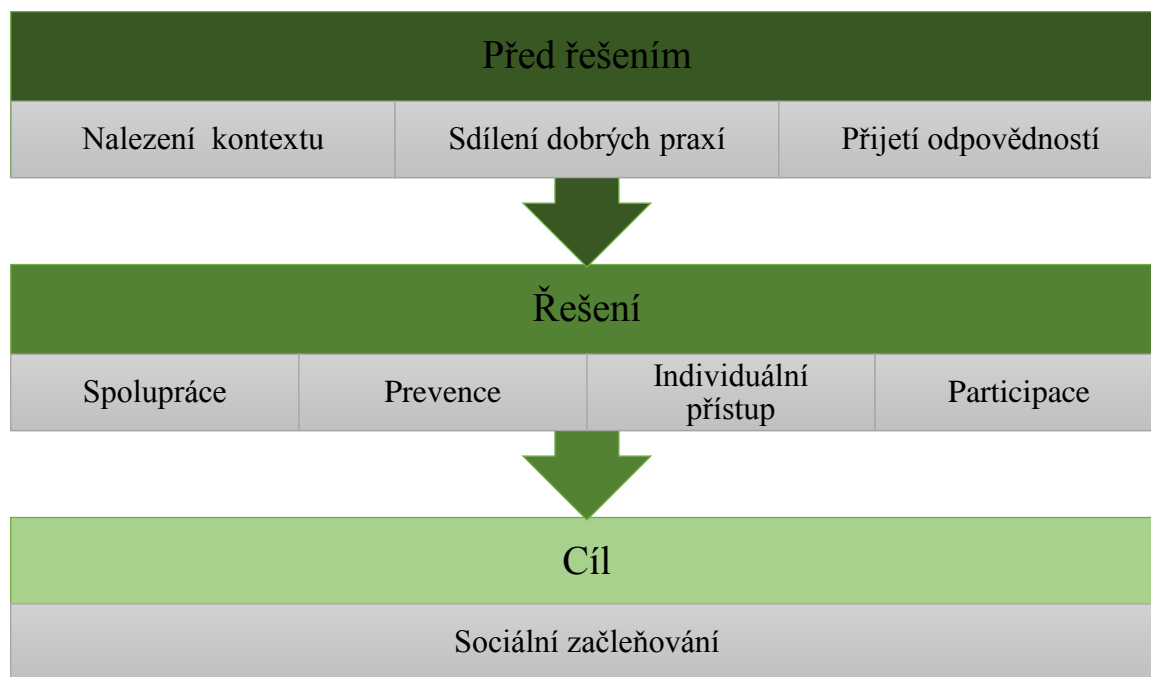 Před řešením
Nalezení  kontextu
Sdílení dobrých praxí
Přijetí odpovědností
Řešení
Spolupráce
Prevence
Individuální
přístup
Participace
Cíl
Sociální začleňování